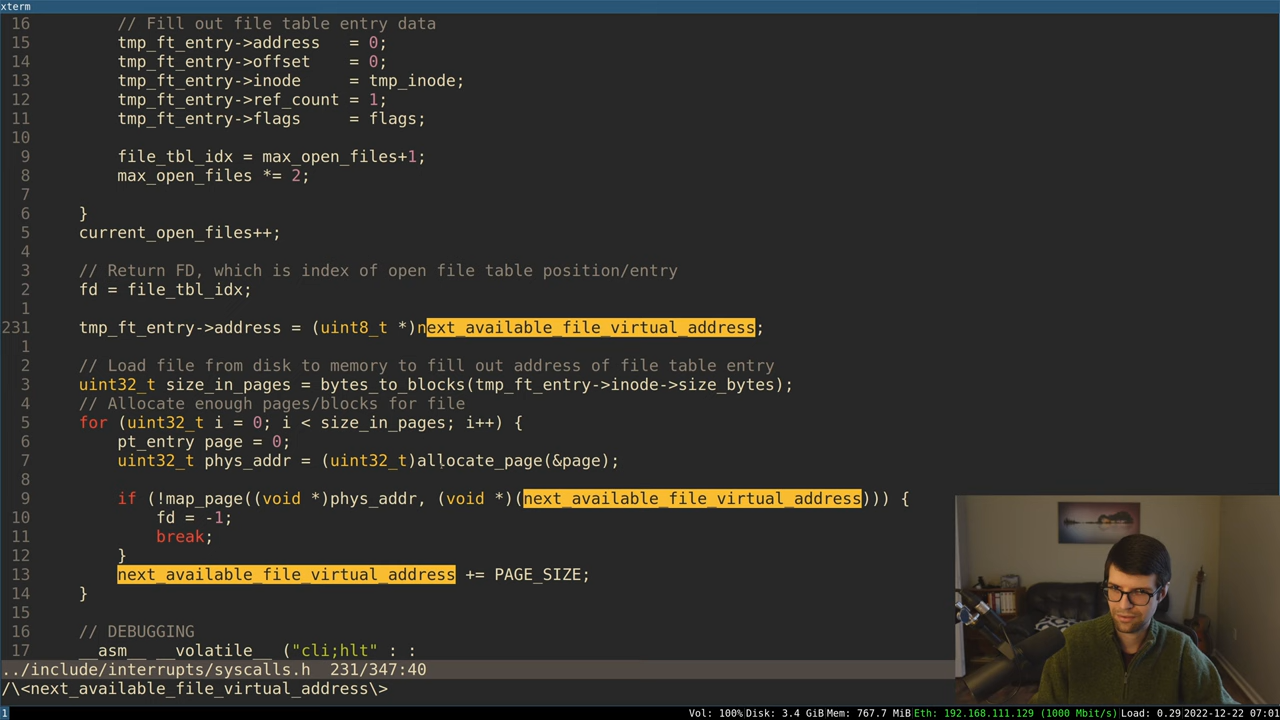 xterm
16 // Fill out file table entry data
15 tmp_ft_entry->address = 0;
14 tmp_ft_entry->offset = 0;
13 tmp_ft_entry->inode = tmp_inode;
12 tmp_ft_entry->ref_count = 1;
11 tmp_ft_entry->flags = flags;
10
9 file_tbl_idx = max_open_files+1;
8 max_open_files *= 2;
7
6 }
5 current_open_files++;
4
3 // Return FD, which is index of open file table position/entry
2 fd = file_tbl_idx;
1
231 tmp_ft_entry->address = (uint8_t *)next_available_file_virtual_address;
1
2 // Load file from disk to memory to fill out address of file table entry
3 uint32_t size_in_pages = bytes_to_blocks(tmp_ft_entry->inode->size_bytes);
4 // Allocate enough pages/blocks for file
5 for (uint32_t i = 0; i < size_in_pages; i++) {
6 pt_entry page = 0;
7 uint32_t phys_addr = (uint32_t)allocate_page(&page);
8
9 if (!map_page((void *)phys_addr, (void *)(next_available_file_virtual_address))) {
10 fd = -1;
11 break;
12 }
13 next_available_file_virtual_address += PAGE_SIZE;
14 }
15
16 // DEBUGGING
17 __asm__ __volatile__ ("cli;hlt" : :
../include/interrupts/syscalls.h 231/347:40
/\<next_available_file_virtual_address\>
1 Vol: 100% Disk: 3.4 GiB Mem: 767.7 MiB Eth: 192.168.111.129 (1000 Mbit/s) Load: 0.29 2022-12-22 07:01